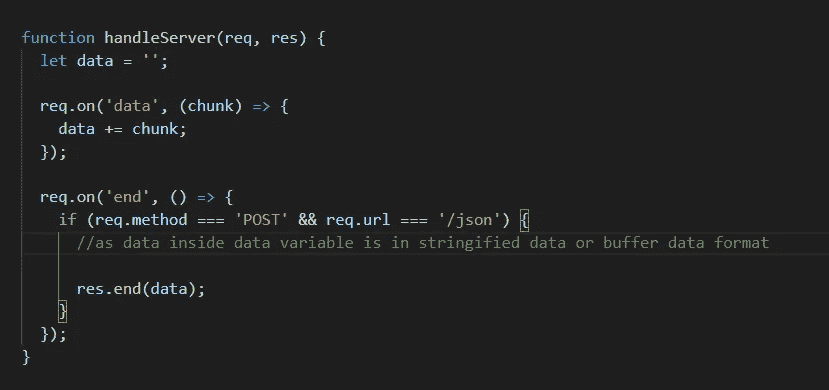 function handleServer(req, res) {
  let data = '';
  req.on('data', (chunk) => {
    data += chunk;
  });
  req.on('end', () => {
    if (req.method === 'POST' && req.url === '/json') {
      //as data inside data variable is in stringified data or buffer data format
      res.end(data);
    }
  });
}